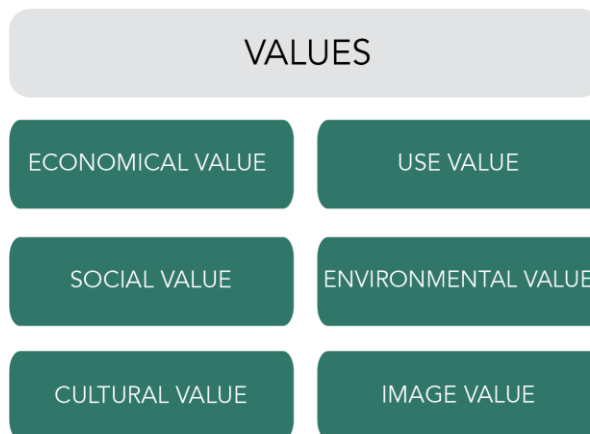 VALUES
ECONOMICAL VALUE
USE VALUE
SOCIAL VALUE
ENVIRONMENTAL VALUE
CULTURAL VALUE
IMAGE VALUE